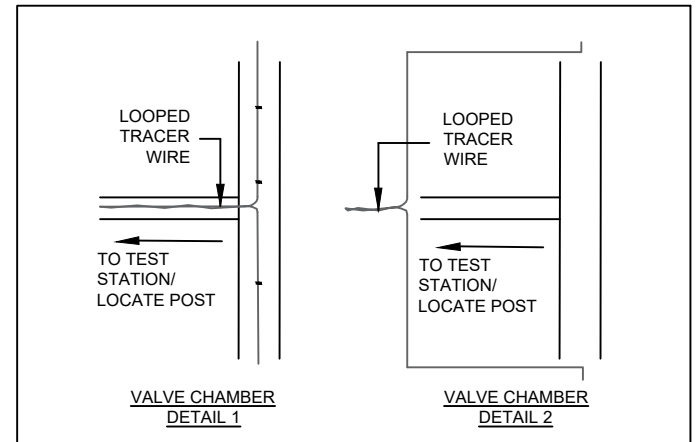 LOOPED
TRACER
WIRE
TO TEST
STATION/
LOCATE POST
VALVE CHAMBER
DETAIL 1
LOOPED
TRACER
WIRE
TO TEST
STATION/
LOCATE POST
VALVE CHAMBER
DETAIL 2